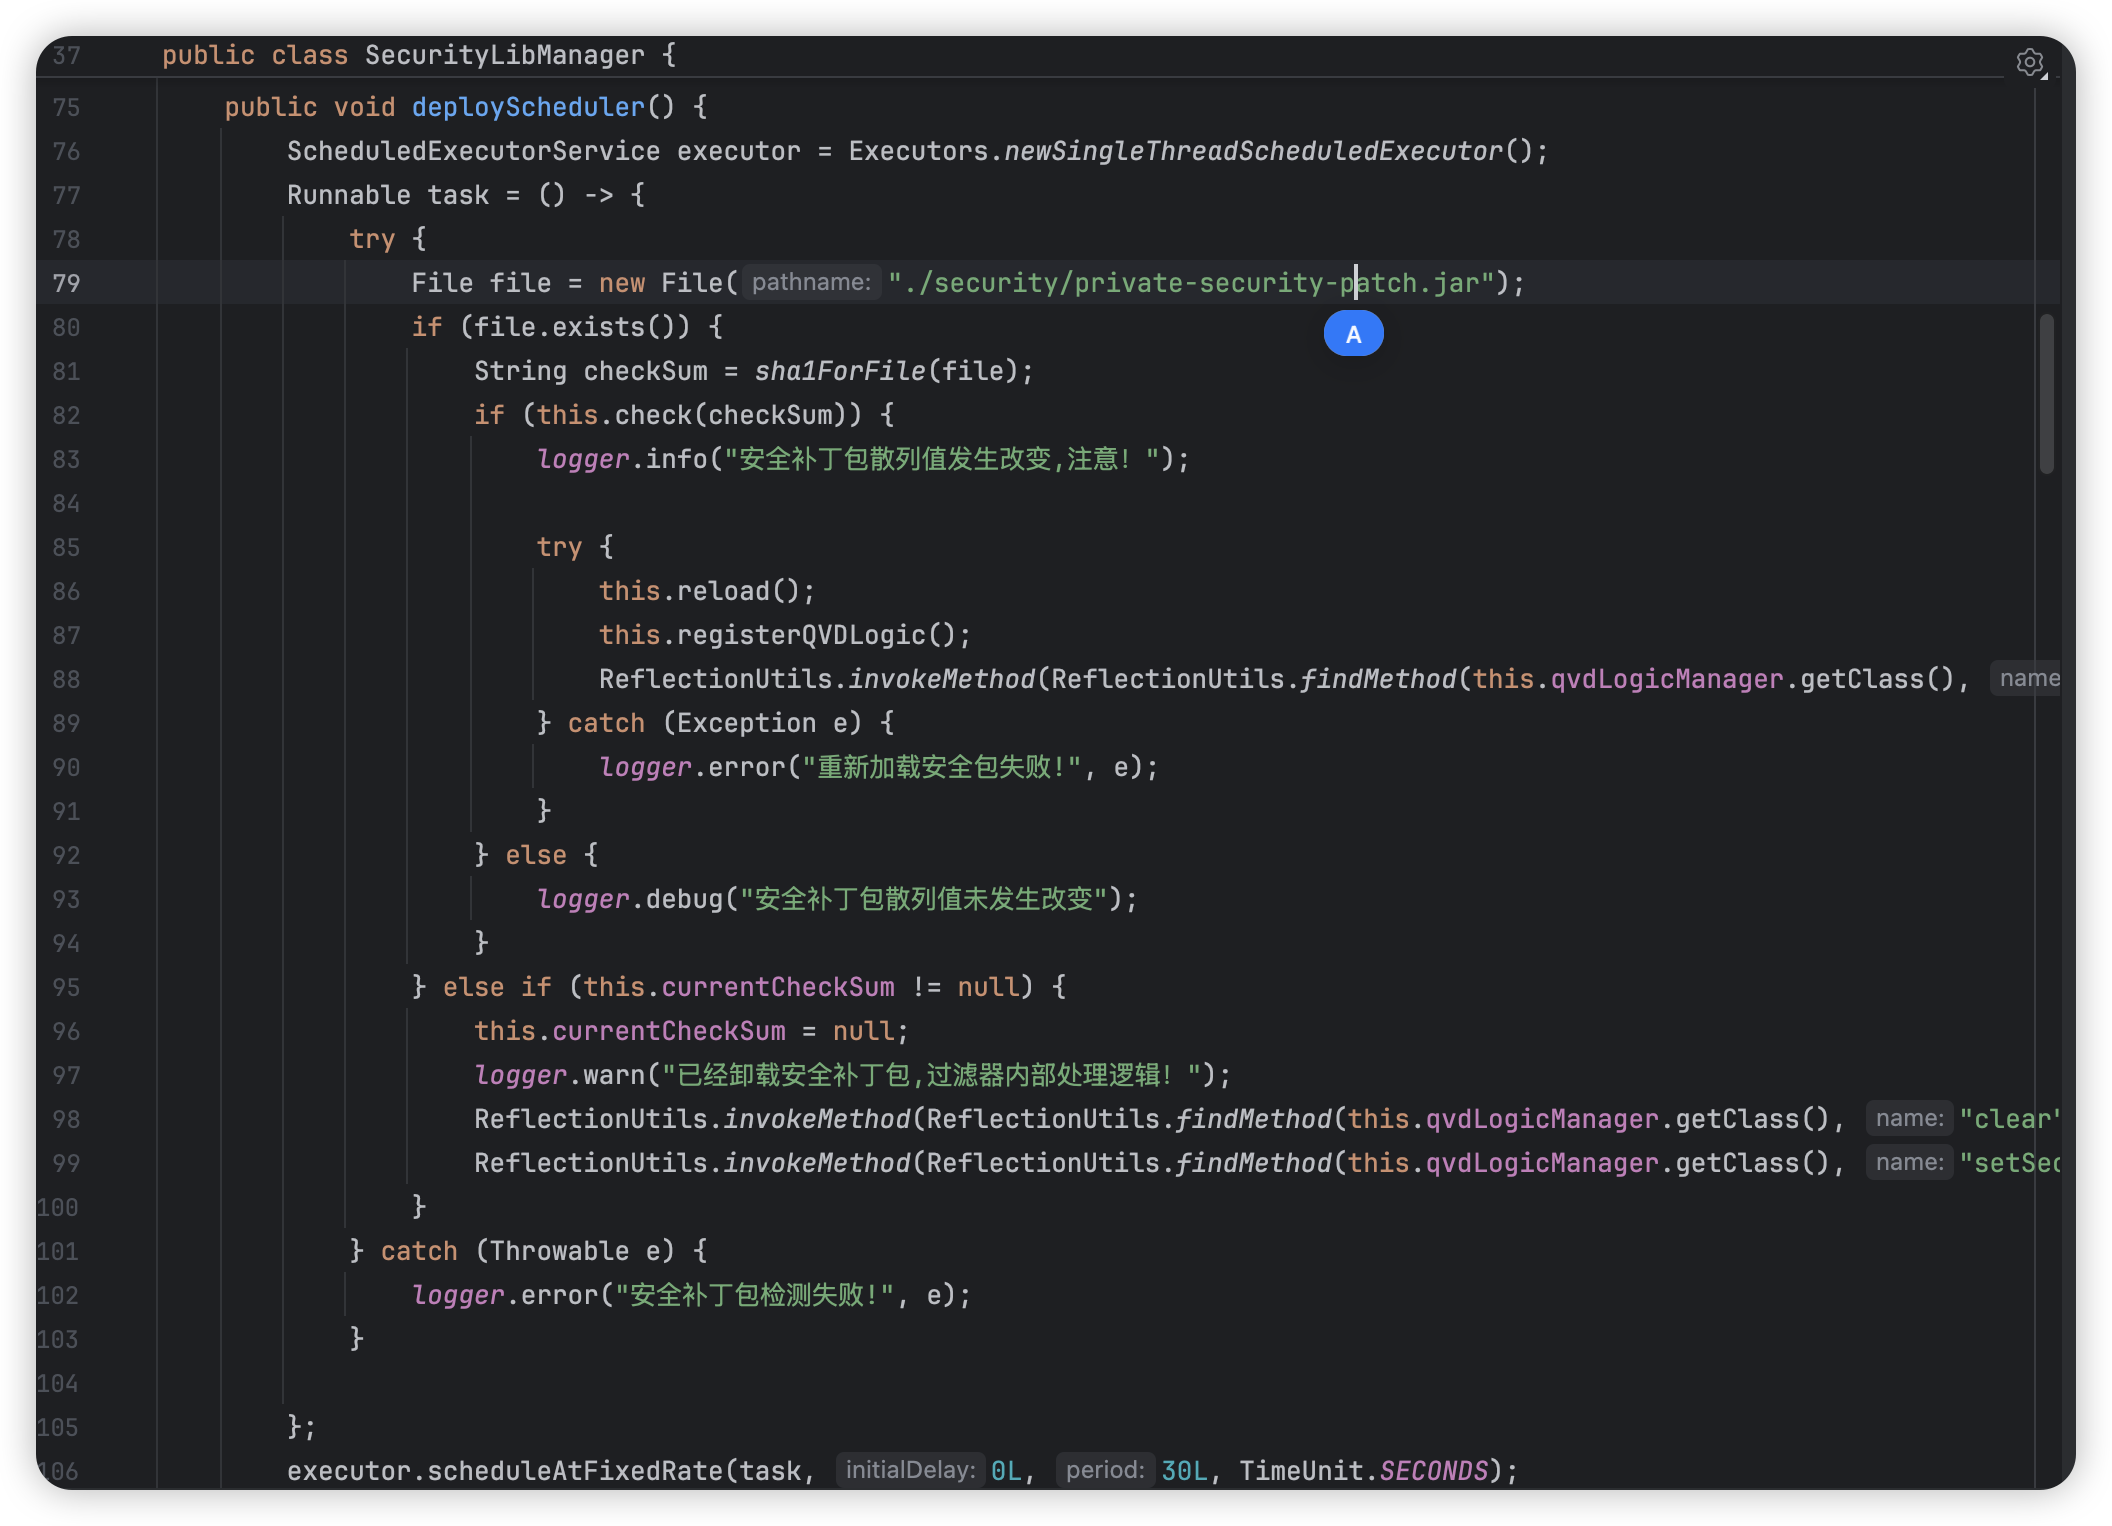 37 public class SecurityLibManager {
75 public void deployScheduler() {
76 ScheduledExecutorService executor = Executors.newSingleThreadScheduledExecutor();
77 Runnable task = () -> {
78 try {
79 File file = new File( pathname: "./security/private-security-patch.jar");
80 if (file.exists()) {
A
81 String checkSum = sha1ForFile(file);
82 if (this.check(checkSum)) {
83 logger.info("安全补丁包散列值发生改变,注意！");
84
85 try {
86 this.reload();
87 this.registerQVDLogic();
88 ReflectionUtils.invokeMethod(ReflectionUtils.findMethod(this.qvdLogicManager.getClass(), name
89 } catch (Exception e) {
90 logger.error("重新加载安全包失败!", e);
91 }
92 } else {
93 logger.debug("安全补丁包散列值未发生改变");
94 }
95 } else if (this.currentCheckSum != null) {
96 this.currentCheckSum = null;
97 logger.warn("已经卸载安全补丁包,过滤器内部处理逻辑！");
98 ReflectionUtils.invokeMethod(ReflectionUtils.findMethod(this.qvdLogicManager.getClass(), name: "clear"
99 ReflectionUtils.invokeMethod(ReflectionUtils.findMethod(this.qvdLogicManager.getClass(), name: "setSec
100 }
101 } catch (Throwable e) {
102 logger.error("安全补丁包检测失败!", e);
103 }
104
105 };
106 executor.scheduleAtFixedRate(task, initialDelay: 0L, period: 30L, TimeUnit.SECONDS);